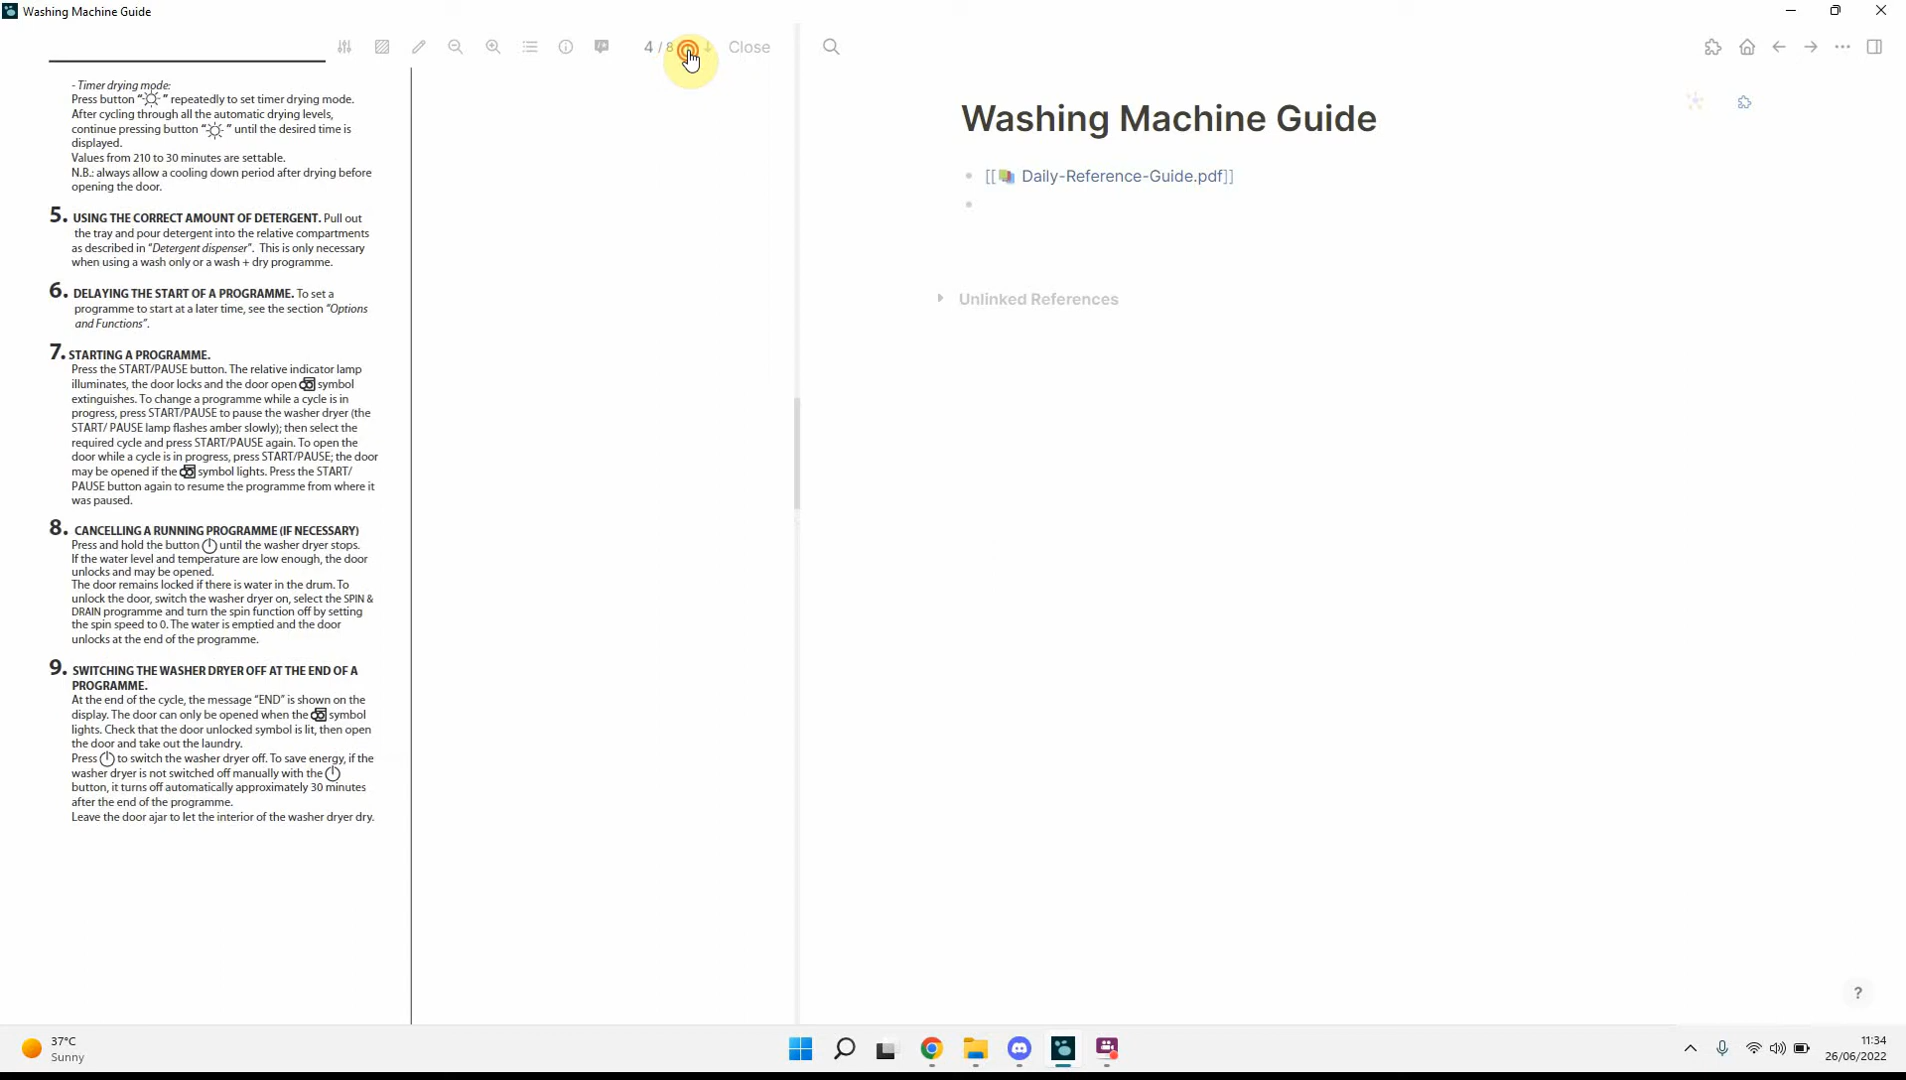 Washing Machine Guide
4 / 8
Close
- Timer drying mode:
Press button “ ” repeatedly to set timer drying mode.
After cycling through all the automatic drying levels,
continue pressing button “ ” until the desired time is
displayed.
Values from 210 to 30 minutes are settable.
N.B.: always allow a cooling down period after drying before
opening the door.
5. USING THE CORRECT AMOUNT OF DETERGENT. Pull out
the tray and pour detergent into the relative compartments
as described in “Detergent dispenser”. This is only necessary
when using a wash only or a wash + dry programme.
6. DELAYING THE START OF A PROGRAMME. To set a
programme to start at a later time, see the section “Options
and Functions”.
7. STARTING A PROGRAMME.
Press the START/PAUSE button. The relative indicator lamp
illuminates, the door locks and the door open symbol
extinguishes. To change a programme while a cycle is in
progress, press START/PAUSE to pause the washer dryer (the
START/ PAUSE lamp flashes amber slowly); then select the
required cycle and press START/PAUSE again. To open the
door while a cycle is in progress, press START/PAUSE; the door
may be opened if the symbol lights. Press the START/
PAUSE button again to resume the programme from where it
was paused.
8. CANCELLING A RUNNING PROGRAMME (IF NECESSARY)
Press and hold the button until the washer dryer stops.
If the water level and temperature are low enough, the door
unlocks and may be opened.
The door remains locked if there is water in the drum. To
unlock the door, switch the washer dryer on, select the SPIN &
DRAIN programme and turn the spin function off by setting
the spin speed to 0. The water is emptied and the door
unlocks at the end of the programme.
9. SWITCHING THE WASHER DRYER OFF AT THE END OF A
PROGRAMME.
At the end of the cycle, the message “END” is shown on the
display. The door can only be opened when the symbol
lights. Check that the door unlocked symbol is lit, then open
the door and take out the laundry.
Press to switch the washer dryer off. To save energy, if the
washer dryer is not switched off manually with the
button, it turns off automatically approximately 30 minutes
after the end of the programme.
Leave the door ajar to let the interior of the washer dryer dry.
Washing Machine Guide
[[Daily-Reference-Guide.pdf]]
Unlinked References
?
37°C
Sunny
11:34
26/06/2022